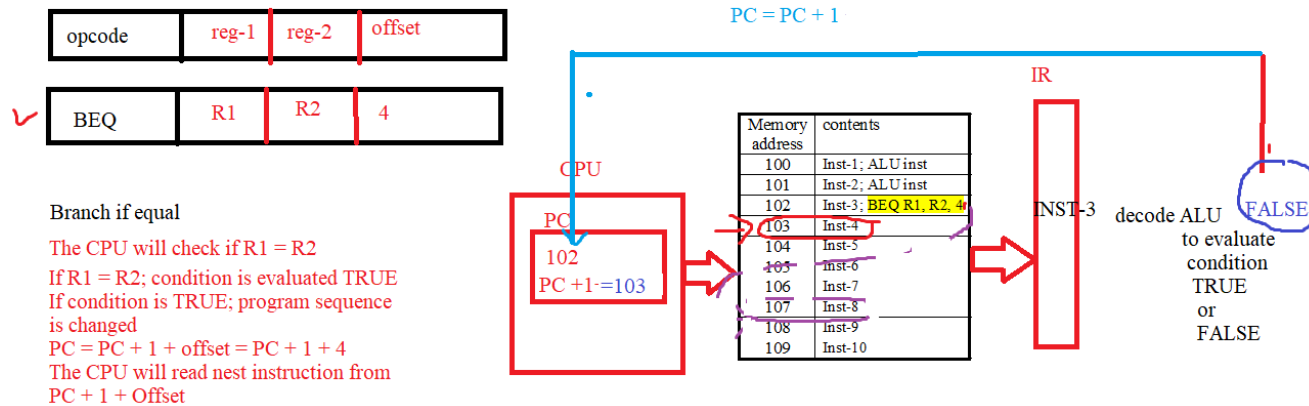 PC = PC + 1
opcode reg-1 reg-2 offset
BEQ R1 R2 4
Branch if equal
The CPU will check if R1 = R2
If R1 = R2; condition is evaluated TRUE
If condition is TRUE; program sequence
is changed
PC = PC + 1 + offset = PC + 1 + 4
The CPU will read nest instruction from
PC + 1 + Offset
CPU
PC
102
PC +1-=103
Memory address contents
100 Inst-1; ALU inst
101 Inst-2; ALU inst
102 Inst-3; BEQ R1, R2, 4
103 Inst-4
104 Inst-5
105 Inst-6
106 Inst-7
107 Inst-8
108 Inst-9
109 Inst-10
IR
INST-3
decode ALU
to evaluate
condition
TRUE
or
FALSE
FALSE